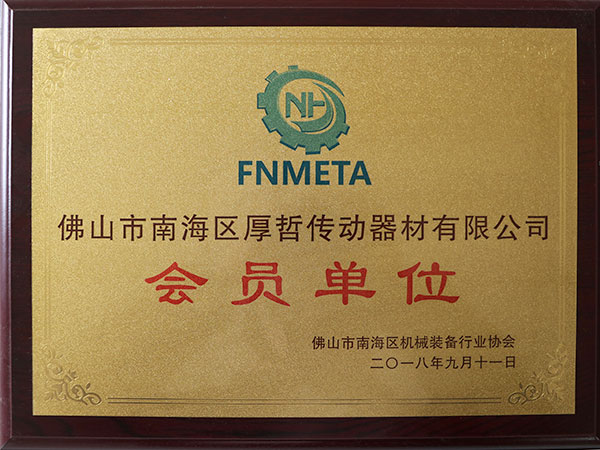 NH
FNMETA
佛山市南海区厚哲传动器材有限公司
会员单位
佛山市南海区机械装备行业协会
二〇一八年九月十一日